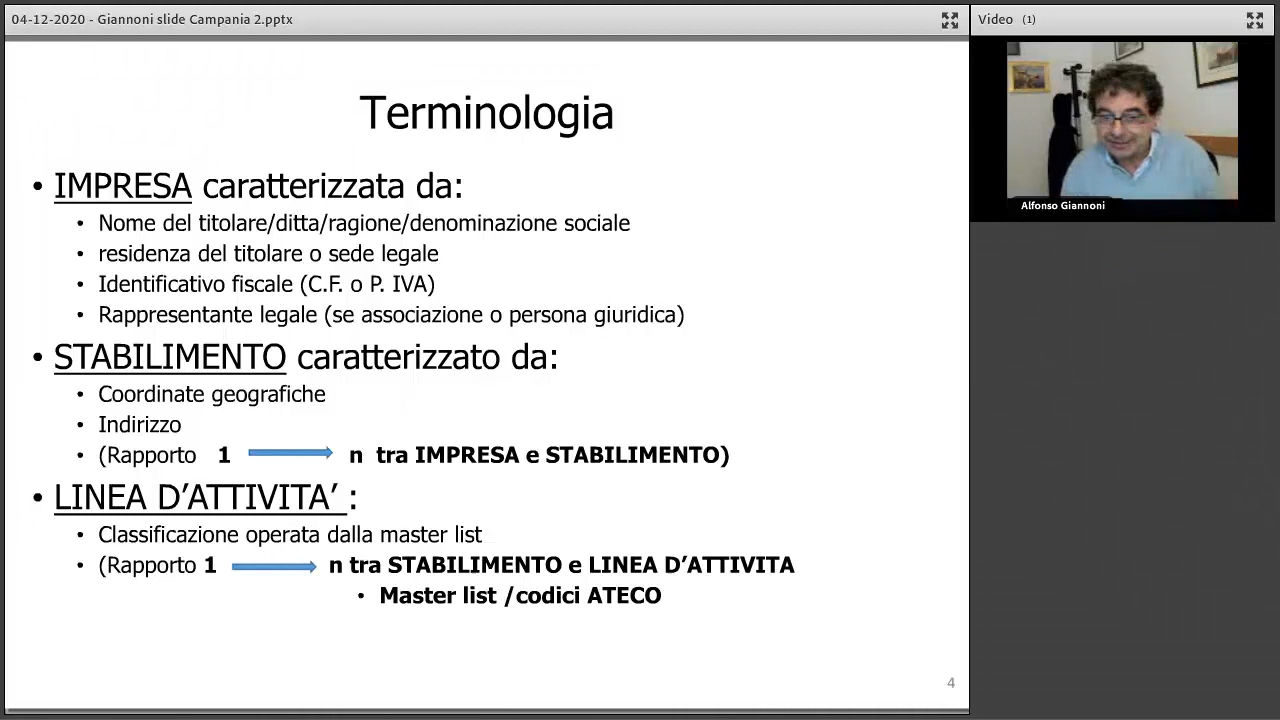 04-12-2020 - Giannoni slide Campania 2.pptx
Video (1)
Alfonso Giannoni
Terminologia
• IMPRESA caratterizzata da:
• Nome del titolare/ditta/ragione/denominazione sociale
• residenza del titolare o sede legale
• Identificativo fiscale (C.F. o P. IVA)
• Rappresentante legale (se associazione o persona giuridica)
• STABILIMENTO caratterizzato da:
• Coordinate geografiche
• Indirizzo
• (Rapporto 1 n tra IMPRESA e STABILIMENTO)
• LINEA D’ATTIVITA’ :
• Classificazione operata dalla master list
• (Rapporto 1 n tra STABILIMENTO e LINEA D’ATTIVITA
• Master list /codici ATECO
4